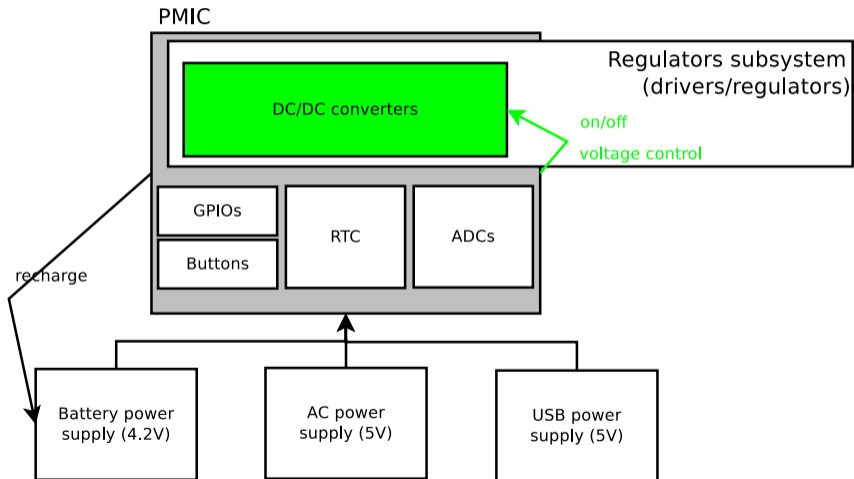 PMIC
Regulators subsystem
(drivers/regulators)
DC/DC converters
on/off
voltage control
GPIOs
Buttons
RTC
ADCs
recharge
Battery power
supply (4.2V)
AC power
supply (5V)
USB power
supply (5V)